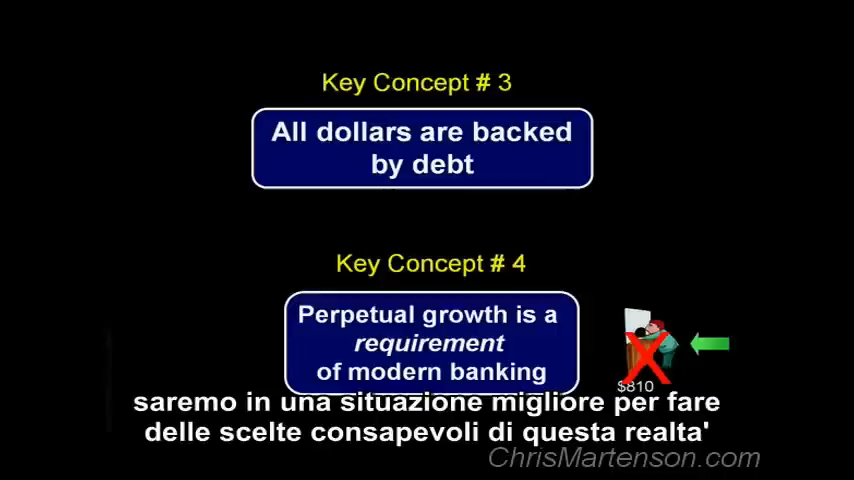 Key Concept # 3
All dollars are backed
by debt
Key Concept # 4
Perpetual growth is a
requirement
of modern banking
$810
saremo in una situazione migliore per fare
delle scelte consapevoli di questa realta'
ChrisMartenson.com